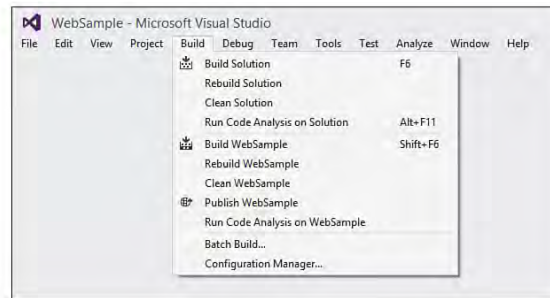 WebSample - Microsoft Visual Studio
File Edit View Project Build Debug Team Tools Test Analyze Window Help
Build Solution F6
Rebuild Solution
Clean Solution
Run Code Analysis on Solution Alt+F11
Build WebSample Shift+F6
Rebuild WebSample
Clean WebSample
Publish WebSample
Run Code Analysis on WebSample
Batch Build...
Configuration Manager...